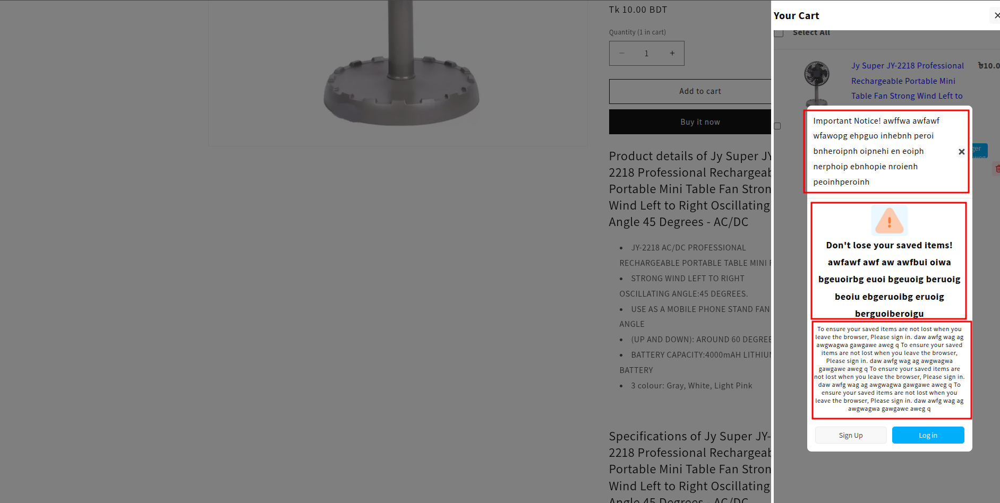 Tk 10.00 BDT
Quantity (1 in cart)
− 1 +
Add to cart
Buy it now
Product details of Jy Super JY-
2218 Professional Rechargeab
Portable Mini Table Fan Stron
Wind Left to Right Oscillating
Angle 45 Degrees - AC/DC
• JY-2218 AC/DC PROFESSIONAL
RECHARGEABLE PORTABLE TABLE MINI F
• STRONG WIND LEFT TO RIGHT
OSCILLATING ANGLE:45 DEGREES.
• USE AS A MOBILE PHONE STAND FAN
ANGLE
• (UP AND DOWN): AROUND 60 DEGREE
• BATTERY CAPACITY:4000mAH LITHIUM
BATTERY
• 3 colour: Gray, White, Light Pink
Specifications of Jy Super JY-
2218 Professional Rechargeab
Portable Mini Table Fan Stron
Wind Left to Right Oscillating
Angle 45 Degrees - AC/DC
Your Cart
Select All
Jy Super JY-2218 Professional
Rechargeable Portable Mini
Table Fan Strong Wind Left to
৳10.0
Important Notice! awffwa awfawf
wfawopg ehpguo inhebnh peroi
bnheroipnh oipnehi en eoiph
nerphoip ebnhopie nroienh
peoinhperoinh
ger
Don't lose your saved items!
awfawf awf aw awfbui oiwa
bgeuoirbg euoi bgeuoig beruoig
beoiu ebgeruoibg eruoig
berguoiberoigu
To ensure your saved items are not lost when you
leave the browser, Please sign in. daw awfg wag ag
awgwagwa gawgawe aweg q To ensure your saved
items are not lost when you leave the browser,
Please sign in. daw awfg wag ag awgwagwa
gawgawe aweg q To ensure your saved items are
not lost when you leave the browser, Please sign in.
daw awfg wag ag awgwagwa gawgawe aweg q To
ensure your saved items are not lost when you
leave the browser, Please sign in. daw awfg wag ag
awgwagwa gawgawe aweg q
Sign Up
Log in